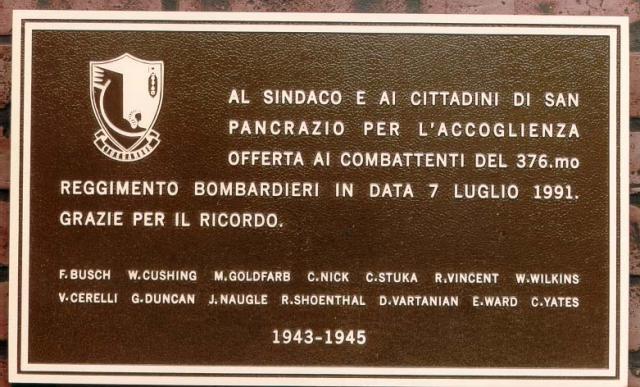 AL SINDACO E AI CITTADINI DI SAN
PANCRAZIO PER L'ACCOGLIENZA
OFFERTA AI COMBATTENTI DEL 376.mo
REGGIMENTO BOMBARDIERI IN DATA 7 LUGLIO 1991.
GRAZIE PER IL RICORDO.
F.BUSCH W.CUSHING M.GOLDFARB C.NICK C.STUKA R.VINCENT W.WILKINS
V.CERELLI G.DUNCAN J.NAUGLE R.SHOENTHAL D.VARTANIAN E.WARD C.YATES
1943-1945